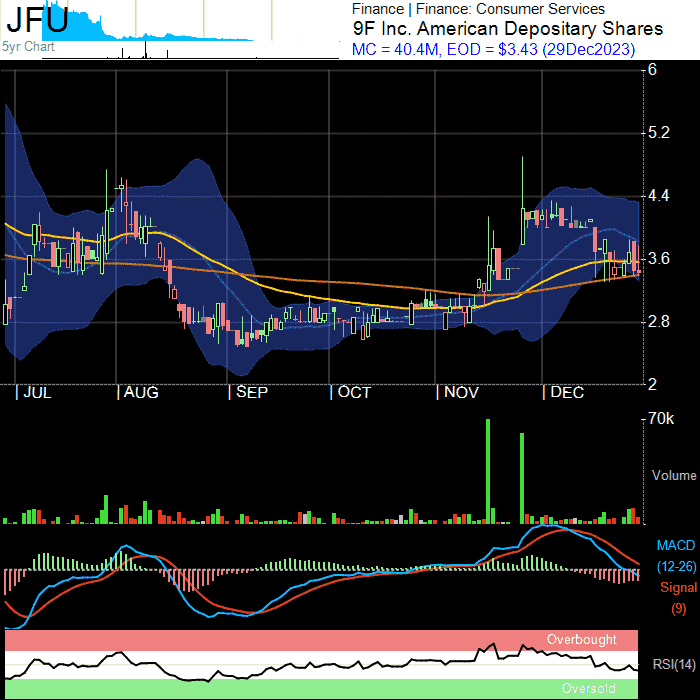 JFU
5yr Chart
Finance | Finance: Consumer Services
9F Inc. American Depositary Shares
MC = 40.4M, EOD = $3.43 (29Dec2023)
6
5.2
4.4
3.6
2.8
2
JUL AUG SEP OCT NOV DEC
70k
Volume
MACD
(12-26)
Signal
(9)
Overbought
RSI(14)
Oversold